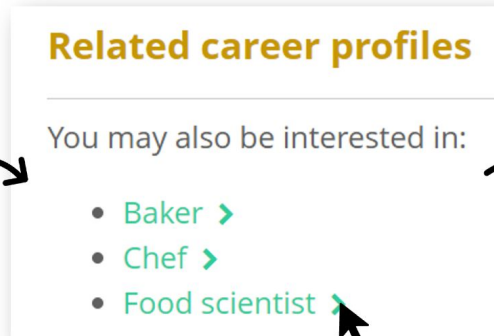 Related career profiles
You may also be interested in:
Baker
Chef
Food scientist